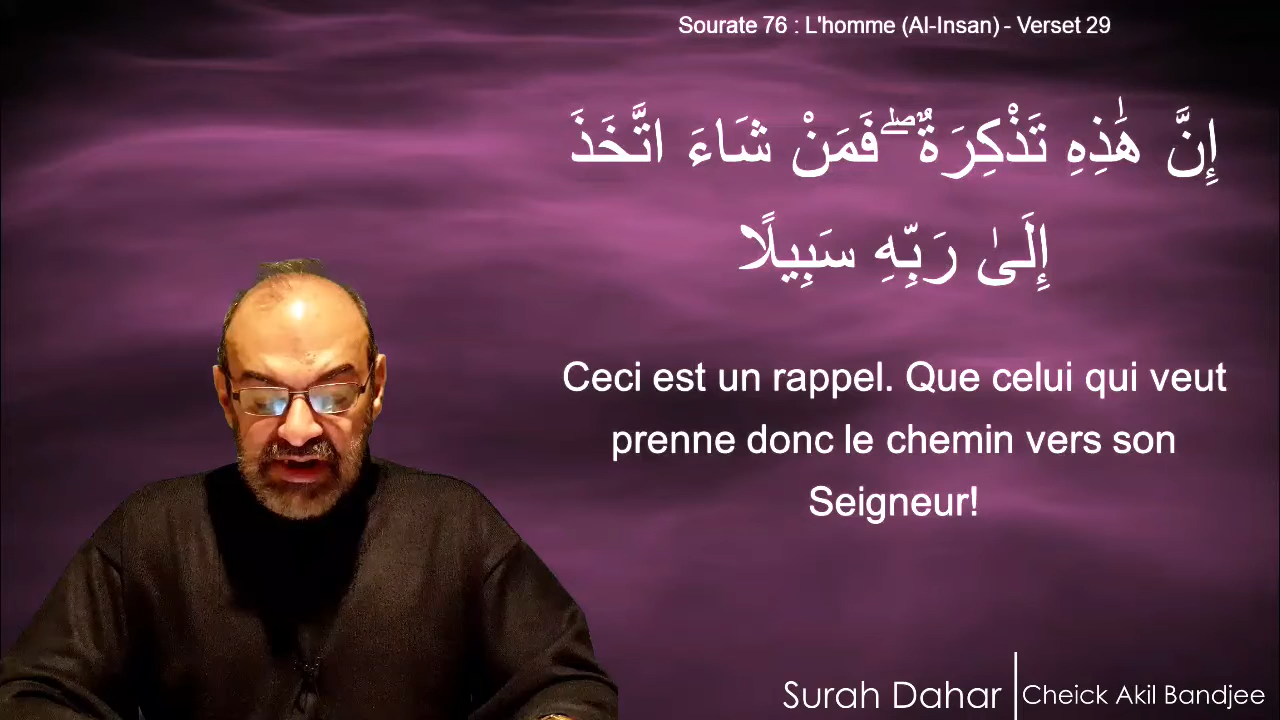 Sourate 76 : L'homme (Al-Insan) - Verset 29
إِنَّ هَٰذِهِ تَذْكِرَةٌ ۖ فَمَنْ شَاءَ اتَّخَذَ
إِلَىٰ رَبِّهِ سَبِيلًا
Ceci est un rappel. Que celui qui veut
prenne donc le chemin vers son
Seigneur!
Surah Dahar | Cheick Akil Bandjee